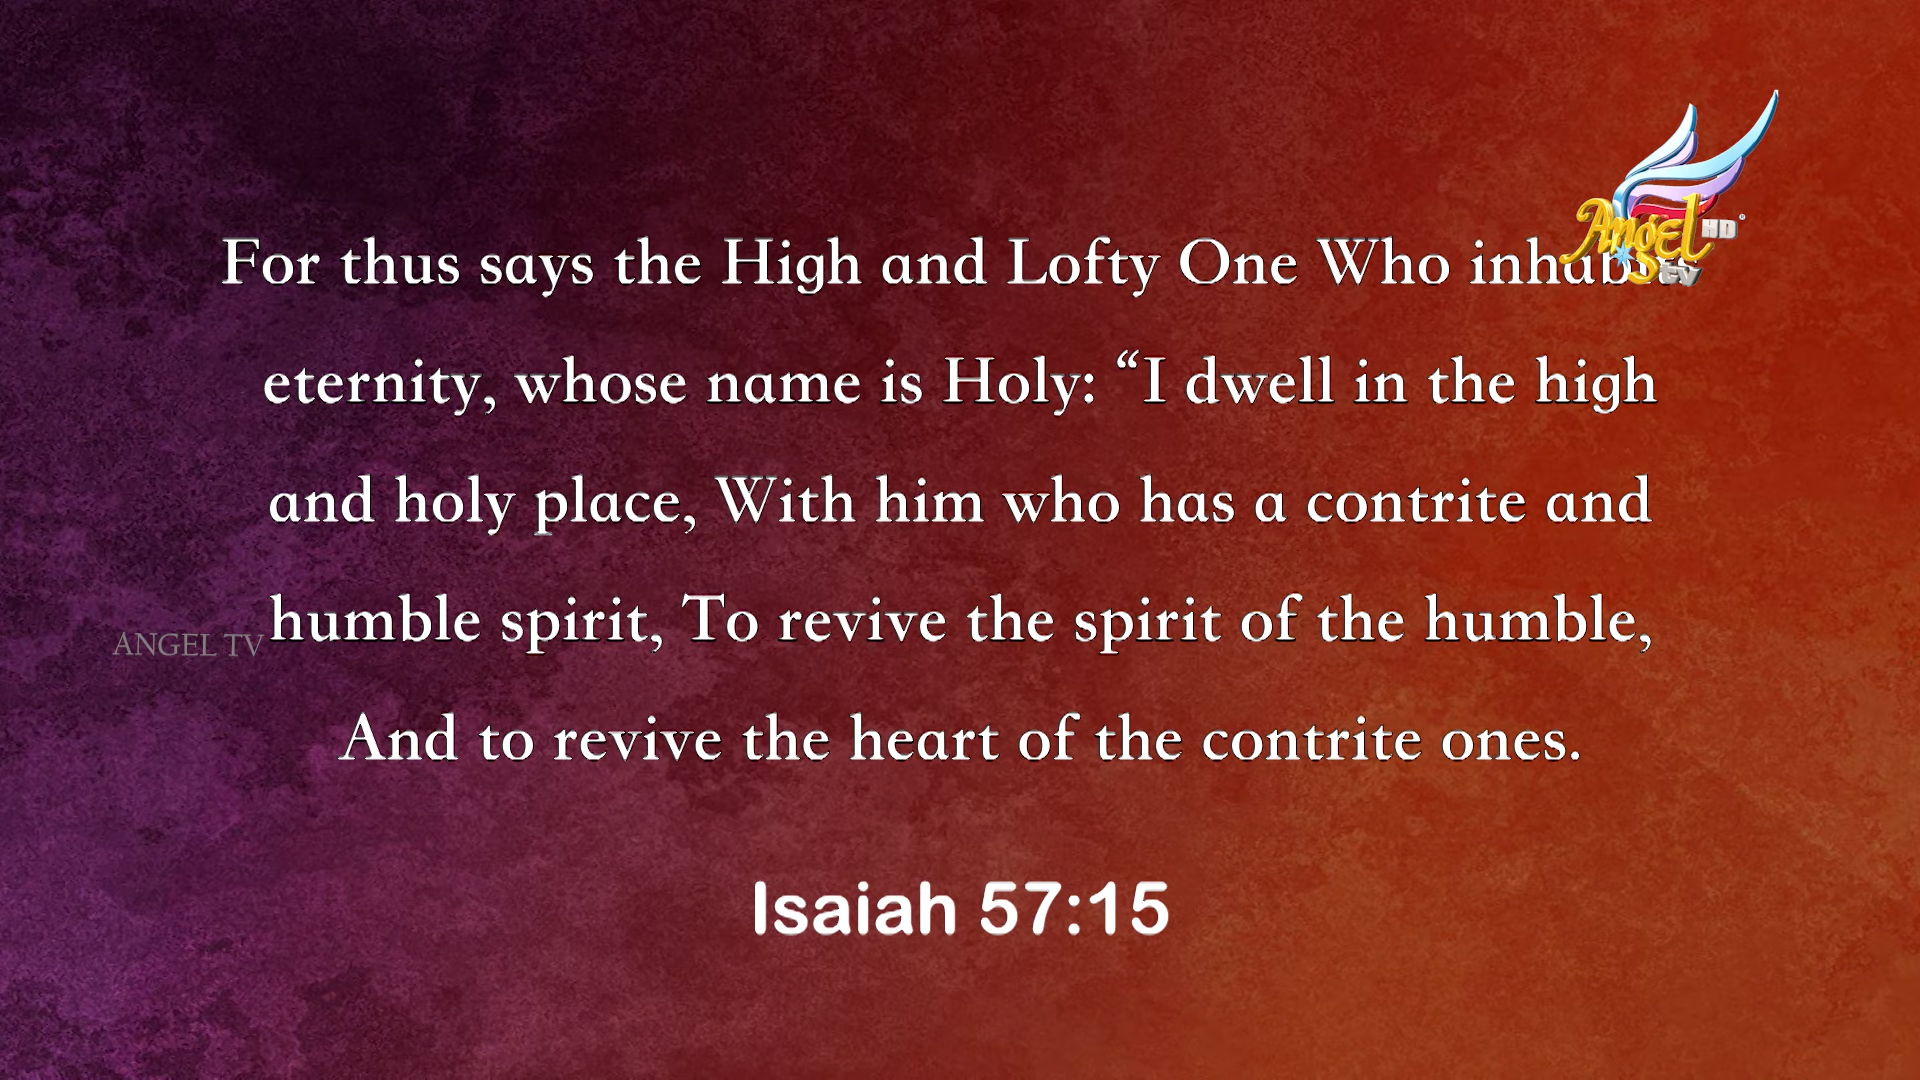 For thus says the High and Lofty One Who
eternity, whose name is Holy: “I dwell in the high
and holy place, With him who has a contrite and
humble spirit, To revive the spirit of the humble,
And to revive the heart of the contrite ones.
Isaiah 57:15
Angel HD
tv
ANGEL TV